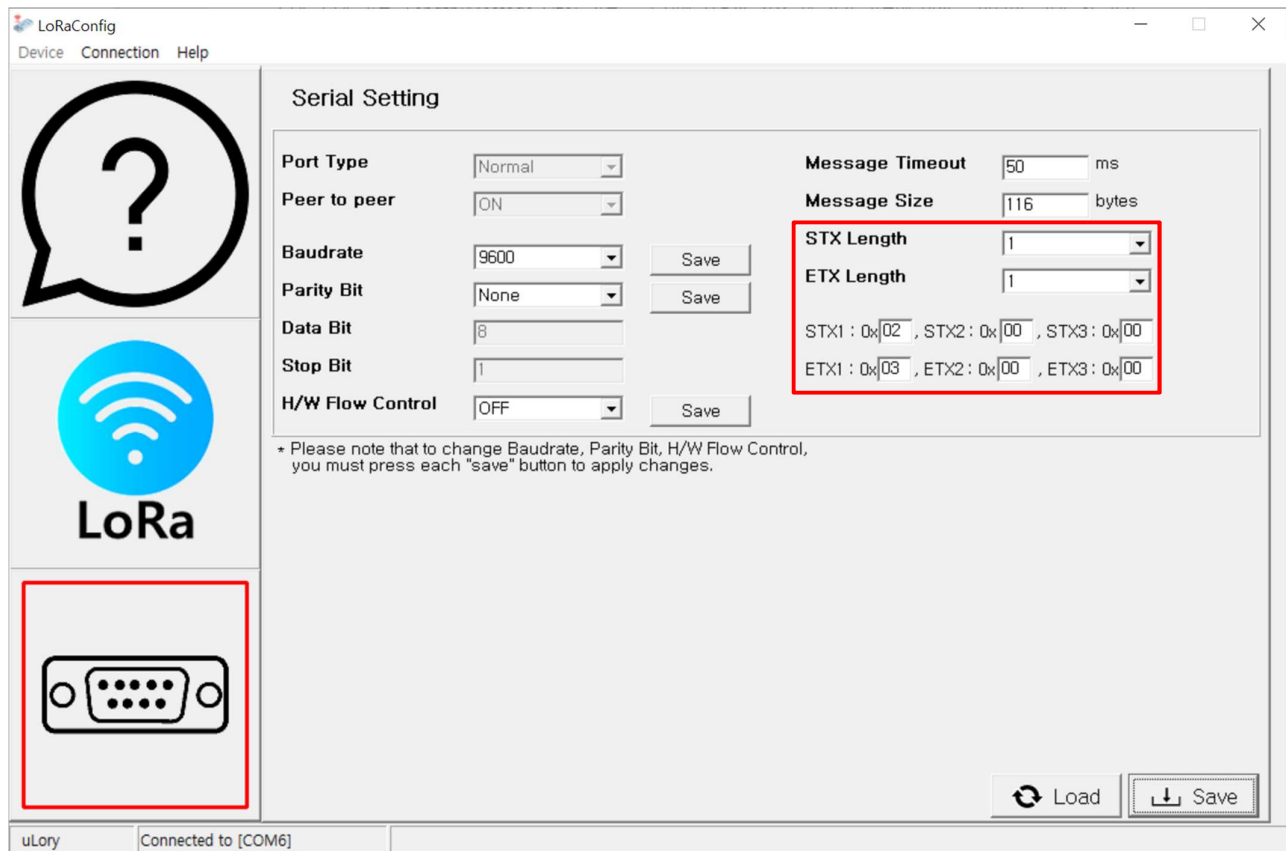 LoRaConfig
Device Connection Help
?
LoRa
Serial Setting
Port Type Normal
Peer to peer ON
Baudrate 9600 Save
Parity Bit None Save
Data Bit 8
Stop Bit 1
H/W Flow Control OFF Save
Message Timeout 50 ms
Message Size 116 bytes
STX Length 1
ETX Length 1
STX1 : 0x 02 , STX2 : 0x 00 , STX3 : 0x 00
ETX1 : 0x 03 , ETX2 : 0x 00 , ETX3 : 0x 00
* Please note that to change Baudrate, Parity Bit, H/W Flow Control,
you must press each "save" button to apply changes.
Load Save
uLory Connected to [COM6]